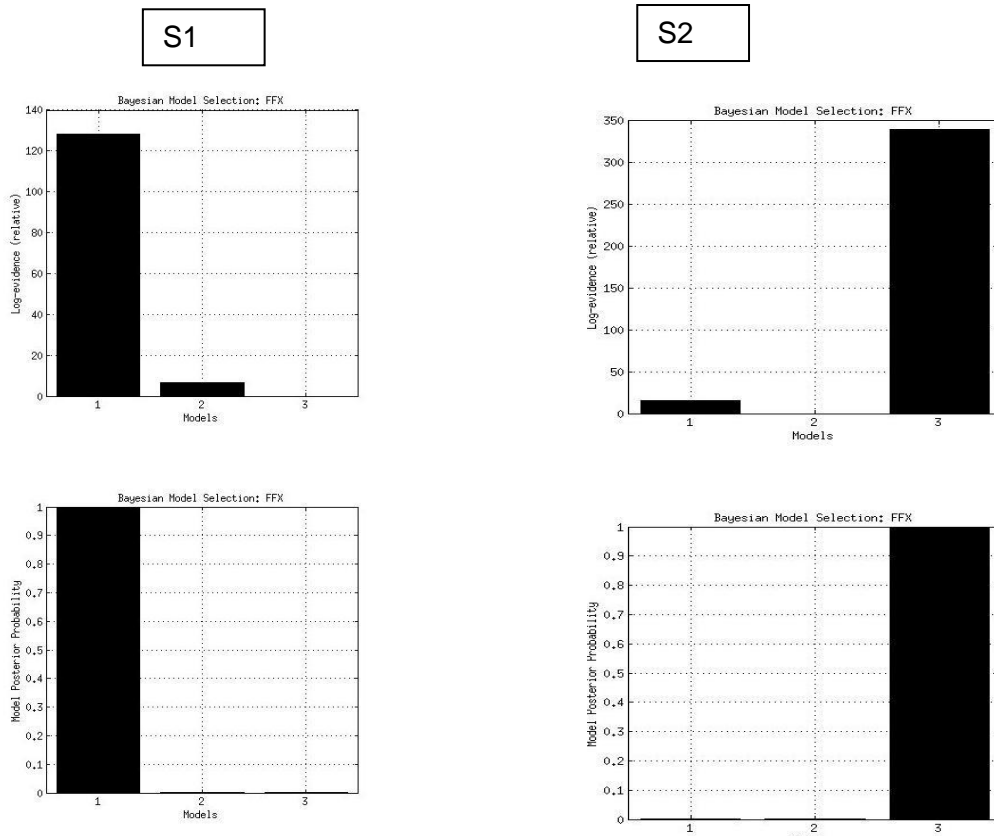 S1
S2
Bayesian Model Selection: FFX
140
120
100
80
60
40
20
0
Log-evidence (relative)
1 2 3
Models
Bayesian Model Selection: FFX
350
300
250
200
150
100
50
0
Log-evidence (relative)
1 2 3
Models
Bayesian Model Selection: FFX
1
0.9
0.8
0.7
0.6
0.5
0.4
0.3
0.2
0.1
0
Model Posterior Probability
1 2 3
Models
Bayesian Model Selection: FFX
1
0.9
0.8
0.7
0.6
0.5
0.4
0.3
0.2
0.1
0
Model Posterior Probability
1 2 3